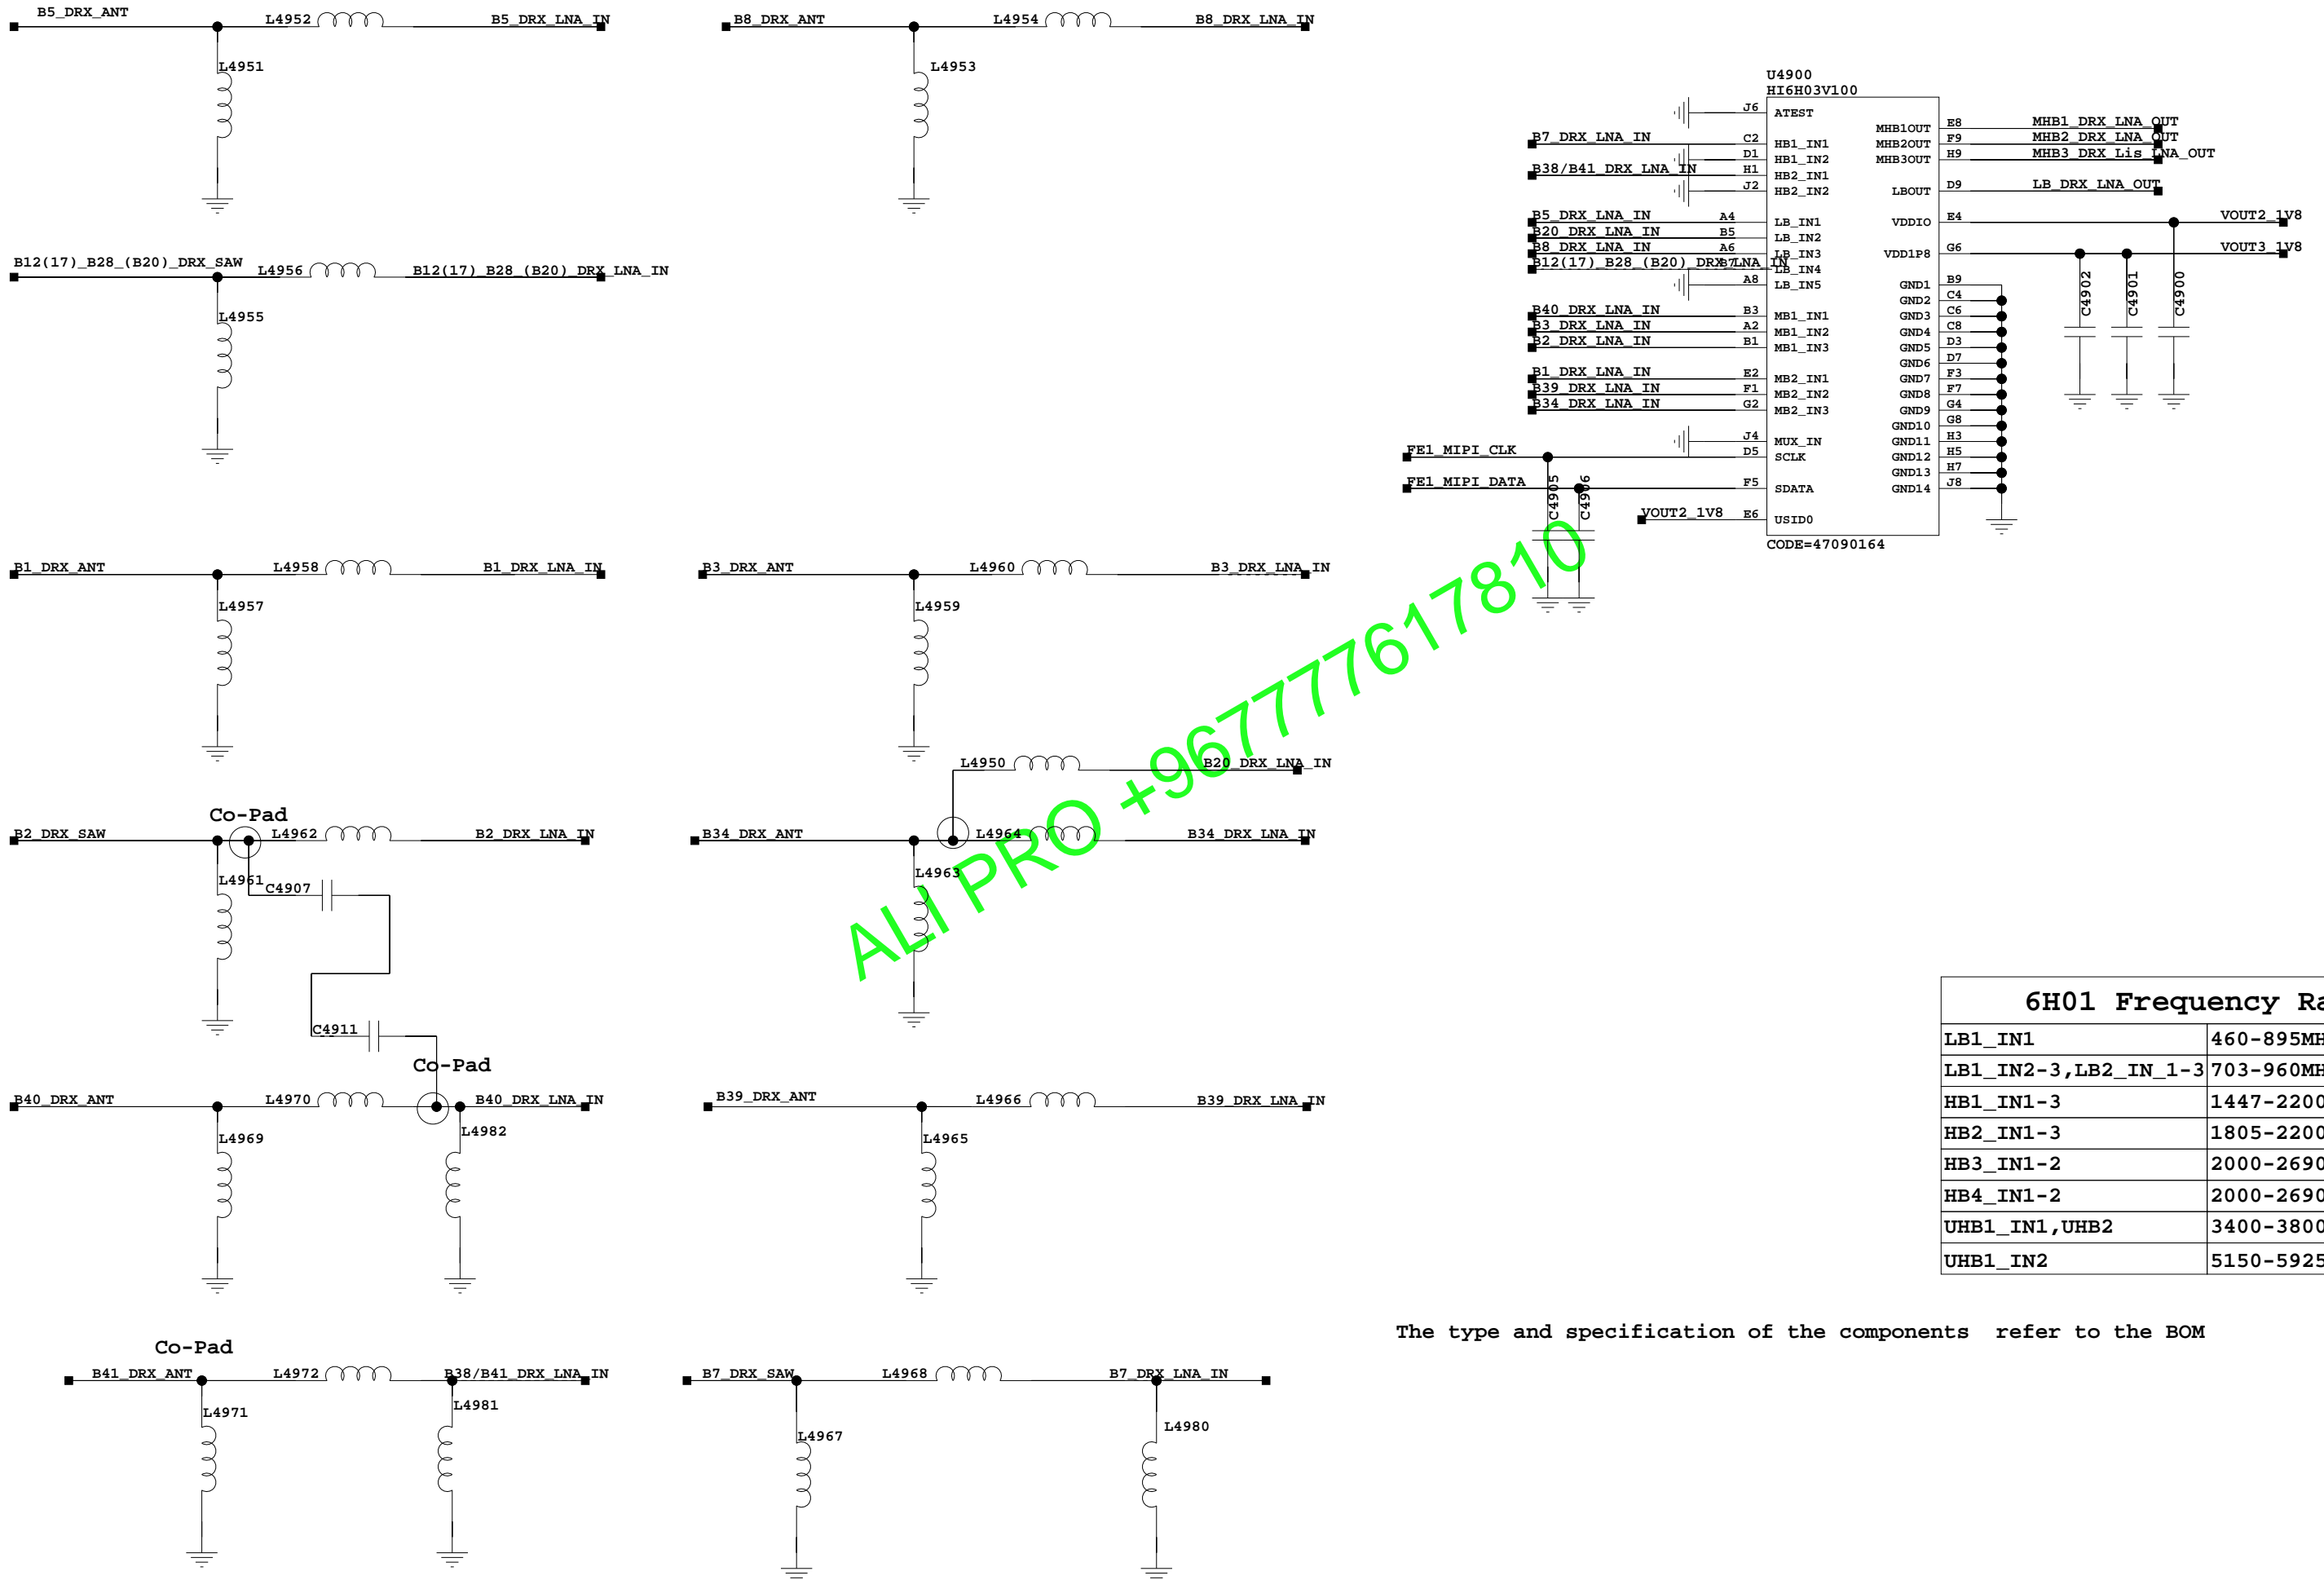 B5_DRX_ANT
L4952
B5_DRX_LNA_IN
L4951
B8_DRX_ANT
L4954
B8_DRX_LNA_IN
L4953
B12(17)_B28_(B20)_DRX_SAW
L4956
B12(17)_B28_(B20)_DRX_LNA_IN
L4955
B1_DRX_ANT
L4958
B1_DRX_LNA_IN
L4957
B3_DRX_ANT
L4960
B3_DRX_LNA_IN
L4959
L4950
B20_DRX_LNA_IN
Co-Pad
B2_DRX_SAW
L4962
B2_DRX_LNA_IN
L4961
C4907
C4911
B34_DRX_ANT
L4964
B34_DRX_LNA_IN
L4963
Co-Pad
B40_DRX_ANT
L4970
B40_DRX_LNA_IN
L4969
L4982
B39_DRX_ANT
L4966
B39_DRX_LNA_IN
L4965
Co-Pad
B41_DRX_ANT
L4972
B38/B41_DRX_LNA_IN
L4971
L4981
B7_DRX_SAW
L4968
B7_DRX_LNA_IN
L4967
L4980
U4900
HI6H03V100
J6 ATEST
B7_DRX_LNA_IN C2 HB1_IN1
D1 HB1_IN2
B38/B41_DRX_LNA_IN H1 HB2_IN1
J2 HB2_IN2
B5_DRX_LNA_IN A4 LB_IN1
B20_DRX_LNA_IN B5 LB_IN2
B8_DRX_LNA_IN A6 LB_IN3
B12(17)_B28_(B20)_DRX_LNA_IN B7 LB_IN4
A8 LB_IN5
B40_DRX_LNA_IN B3 MB1_IN1
B3_DRX_LNA_IN A2 MB1_IN2
B2_DRX_LNA_IN B1 MB1_IN3
B1_DRX_LNA_IN E2 MB2_IN1
B39_DRX_LNA_IN F1 MB2_IN2
B34_DRX_LNA_IN G2 MB2_IN3
J4 MUX_IN
FE1_MIPI_CLK D5 SCLK
FE1_MIPI_DATA F5 SDATA
VOUT2_1V8 E6 USID0
C4905
C4906
MHB1OUT E8 MHB1_DRX_LNA_OUT
MHB2OUT F9 MHB2_DRX_LNA_OUT
MHB3OUT H9 MHB3_DRX_Lis_LNA_OUT
LBOUT D9 LB_DRX_LNA_OUT
VDDIO E4 VOUT2_1V8
VDD1P8 G6 VOUT3_1V8
GND1 B9
GND2 C4
GND3 C6
GND4 C8
GND5 D3
GND6 D7
GND7 F3
GND8 F7
GND9 G4
GND10 G8
GND11 H3
GND12 H5
GND13 H7
GND14 J8
C4902
C4901
C4900
CODE=47090164
ALI PRO +967777617810
6H01 Frequency Ra
LB1_IN1 460-895MH
LB1_IN2-3,LB2_IN_1-3 703-960MH
HB1_IN1-3 1447-2200
HB2_IN1-3 1805-2200
HB3_IN1-2 2000-2690
HB4_IN1-2 2000-2690
UHB1_IN1,UHB2 3400-3800
UHB1_IN2 5150-5925
The type and specification of the components refer to the BOM